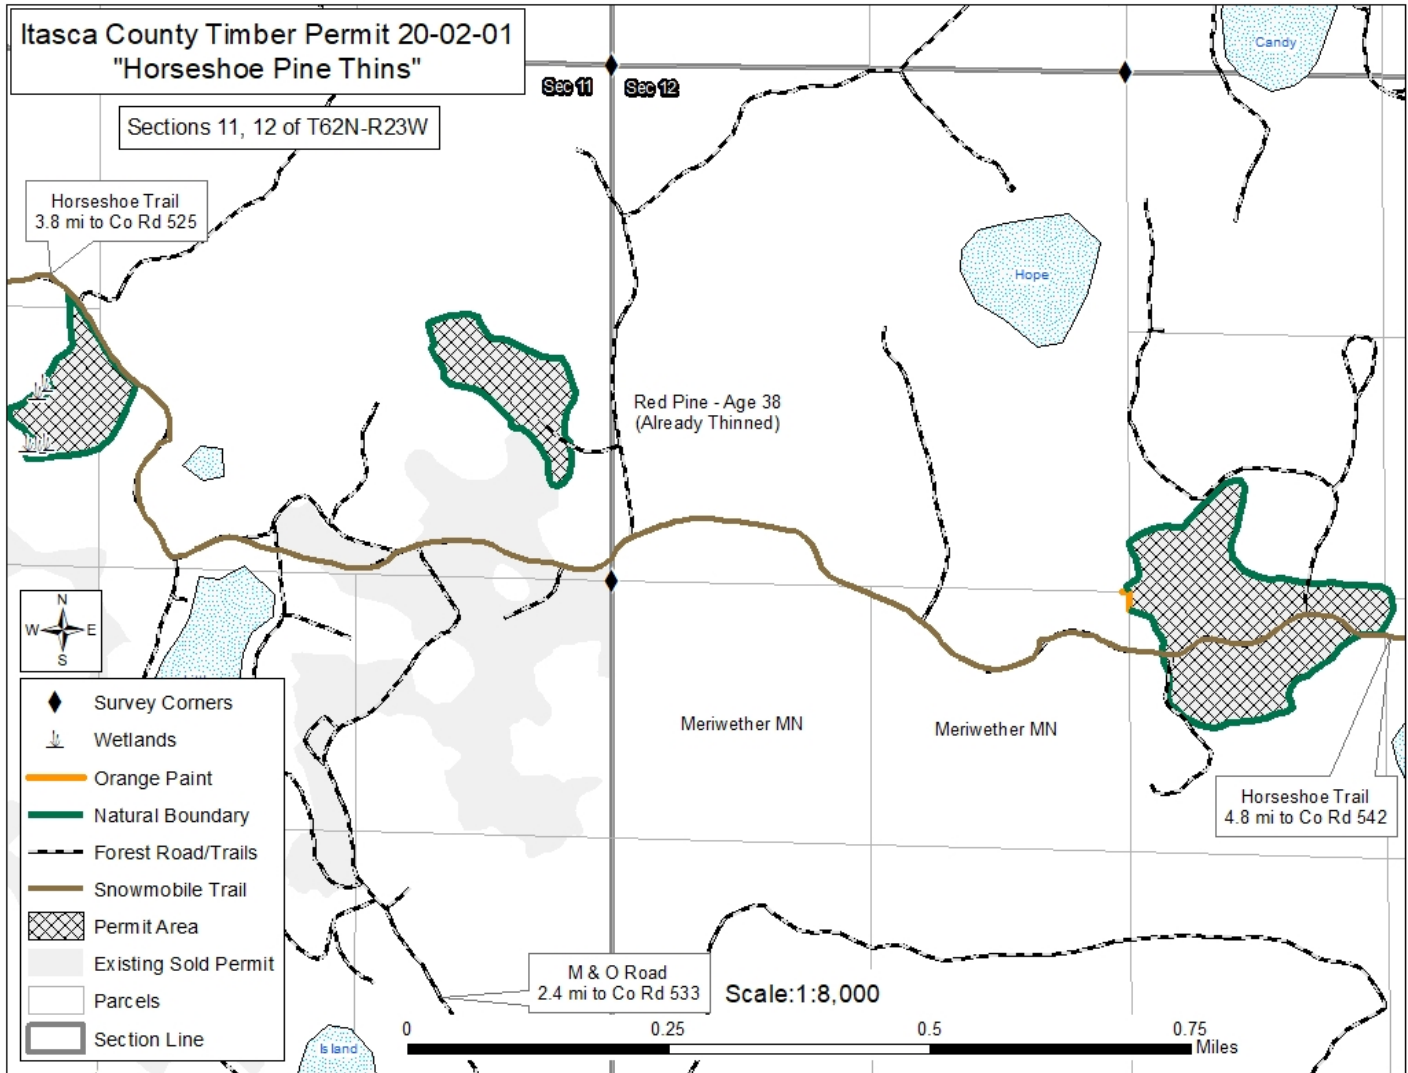 Itasca County Timber Permit 20-02-01
"Horseshoe Pine Thins"
Sections 11, 12 of T62N-R23W
Sec 11
Sec 12
Candy
Horseshoe Trail
3.8 mi to Co Rd 525
Hope
Red Pine - Age 38
(Already Thinned)
N
W E
S
Meriwether MN
Meriwether MN
Survey Corners
Wetlands
Orange Paint
Natural Boundary
Forest Road/Trails
Snowmobile Trail
Permit Area
Existing Sold Permit
Parcels
Section Line
Horseshoe Trail
4.8 mi to Co Rd 542
M & O Road
2.4 mi to Co Rd 533
Scale:1:8,000
0 0.25 0.5 0.75
Miles
Island